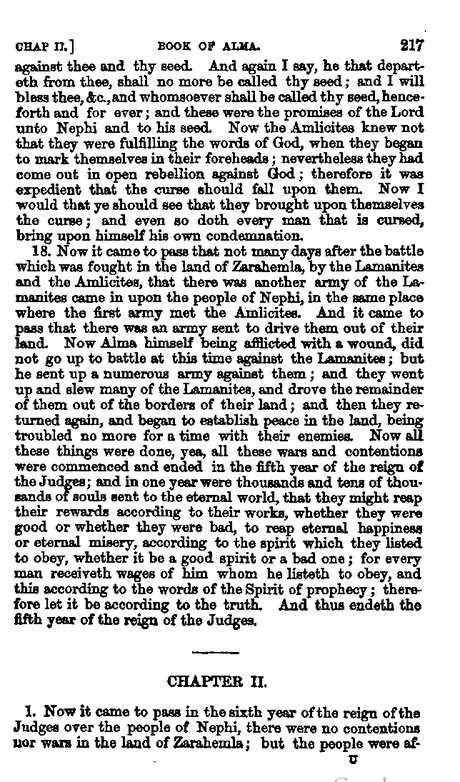 CHAP II.] BOOK OF ALMA. 217
against thee and thy seed. And again I say, he that depart-
eth from thee, shall no more be called thy seed; and I will
bless thee, &c., and whomsoever shall be called thy seed, hence-
forth and for ever; and these were the promises of the Lord
unto Nephi and to his seed. Now the Amlicites knew not
that they were fulfilling the words of God, when they began
to mark themselves in their foreheads; nevertheless they had
come out in open rebellion against God; therefore it was
expedient that the curse should fall upon them. Now I
would that ye should see that they brought upon themselves
the curse; and even so doth every man that is cursed,
bring upon himself his own condemnation.
18. Now it came to pass that not many days after the battle
which was fought in the land of Zarahemla, by the Lamanites
and the Amlicites, that there was another army of the La-
manites came in upon the people of Nephi, in the same place
where the first army met the Amlicites. And it came to
pass that there was an army sent to drive them out of their
land. Now Alma himself being afflicted with a wound, did
not go up to battle at this time against the Lamanites; but
he sent up a numerous army against them; and they went
up and slew many of the Lamanites, and drove the remainder
of them out of the borders of their land; and then they re-
turned again, and began to establish peace in the land, being
troubled no more for a time with their enemies. Now all
these things were done, yea, all these wars and contentions
were commenced and ended in the fifth year of the reign of
the Judges; and in one year were thousands and tens of thou-
sands of souls sent to the eternal world, that they might reap
their rewards according to their works, whether they were
good or whether they were bad, to reap eternal happiness
or eternal misery, according to the spirit which they listed
to obey, whether it be a good spirit or a bad one; for every
man receiveth wages of him whom he listeth to obey, and
this according to the words of the Spirit of prophecy; there-
fore let it be according to the truth. And thus endeth the
fifth year of the reign of the Judges.
CHAPTER II.
1. Now it came to pass in the sixth year of the reign of the
Judges over the people of Nephi, there were no contentions
nor wars in the land of Zarahemla; but the people were af-
U